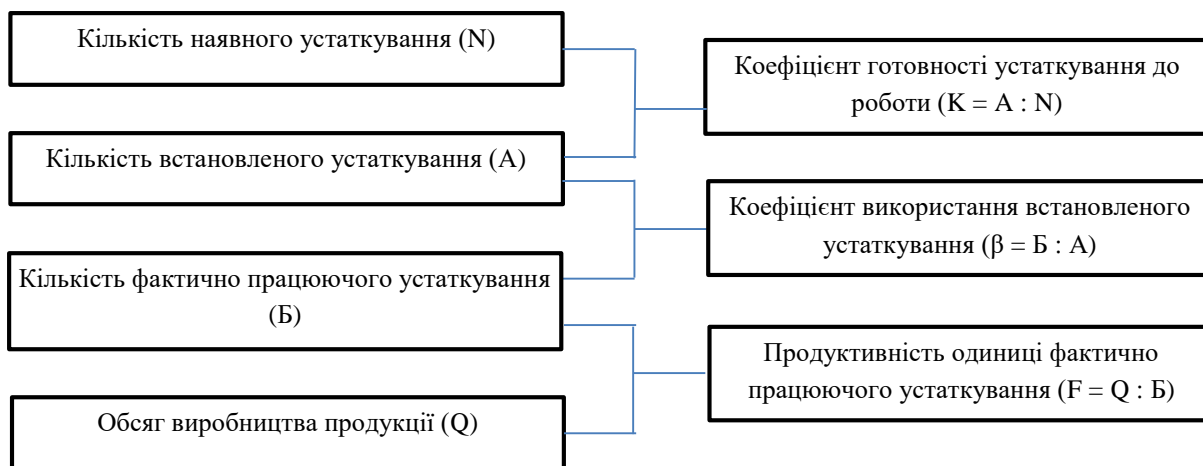 Кількість наявного устаткування (N)
Кількість встановленого устаткування (А)
Кількість фактично працюючого устаткування
(Б)
Обсяг виробництва продукції (Q)
Коефіцієнт готовності устаткування до
роботи (K = A : N)
Коефіцієнт використання встановленого
устаткування (β = Б : А)
Продуктивність одиниці фактично
працюючого устаткування (F = Q : Б)